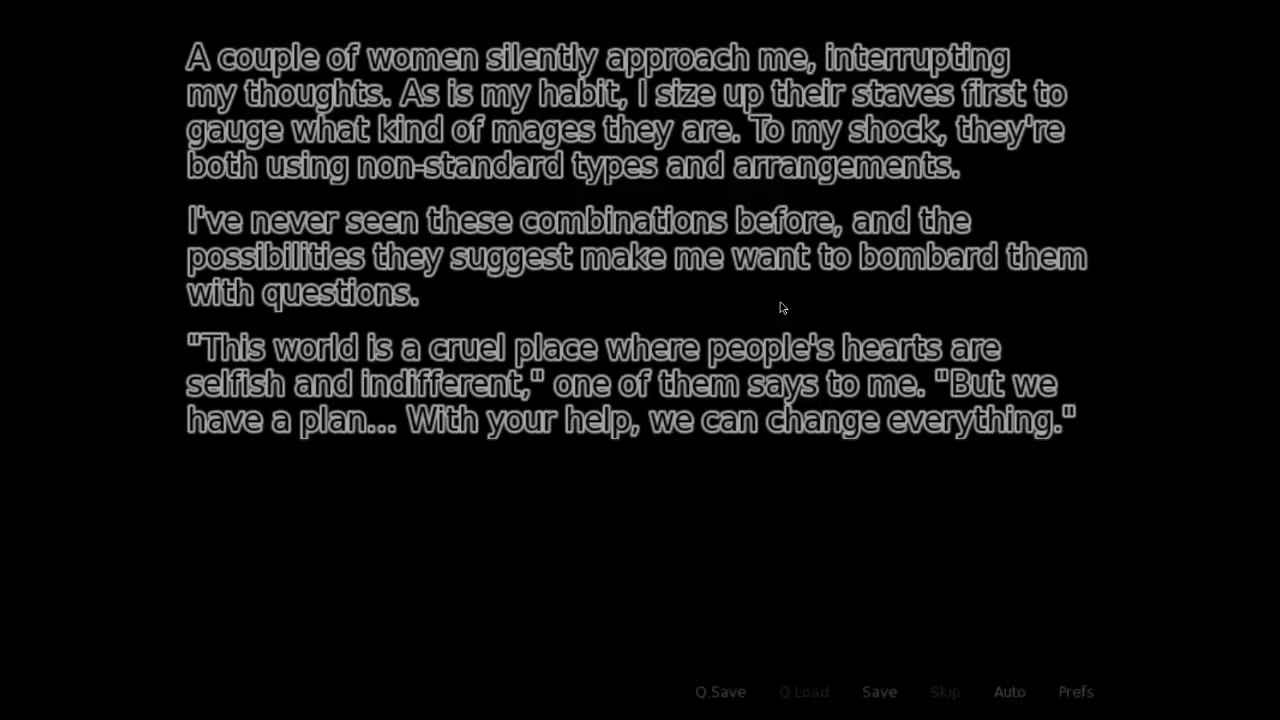 A couple of women silently approach me, interrupting
my thoughts. As is my habit, I size up their staves first to
gauge what kind of mages they are. To my shock, they're
both using non-standard types and arrangements.
I've never seen these combinations before, and the
possibilities they suggest make me want to bombard them
with questions.
"This world is a cruel place where people's hearts are
selfish and indifferent," one of them says to me. "But we
have a plan... With your help, we can change everything."
Q.Save Q.Load Save Skip Auto Prefs